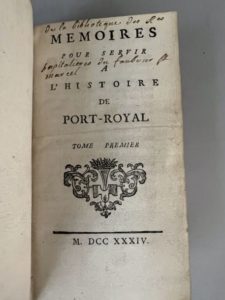 De la bibliotheque des
MEMOIRES
POUR SERVIR
hospitalieres du faubourg st
A
marcel
L'HISTOIRE
DE
PORT-ROYAL
TOME PREMIER
M. DCC XXXIV.